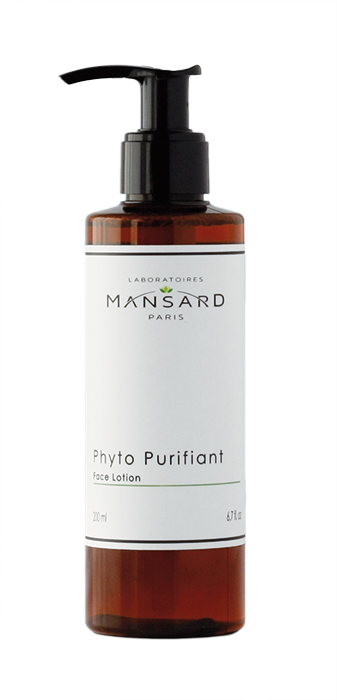 LABORATOIRES
MANSARD
PARIS
Phyto Purifiant
Face Lotion
200 ml 6,7 fl. oz